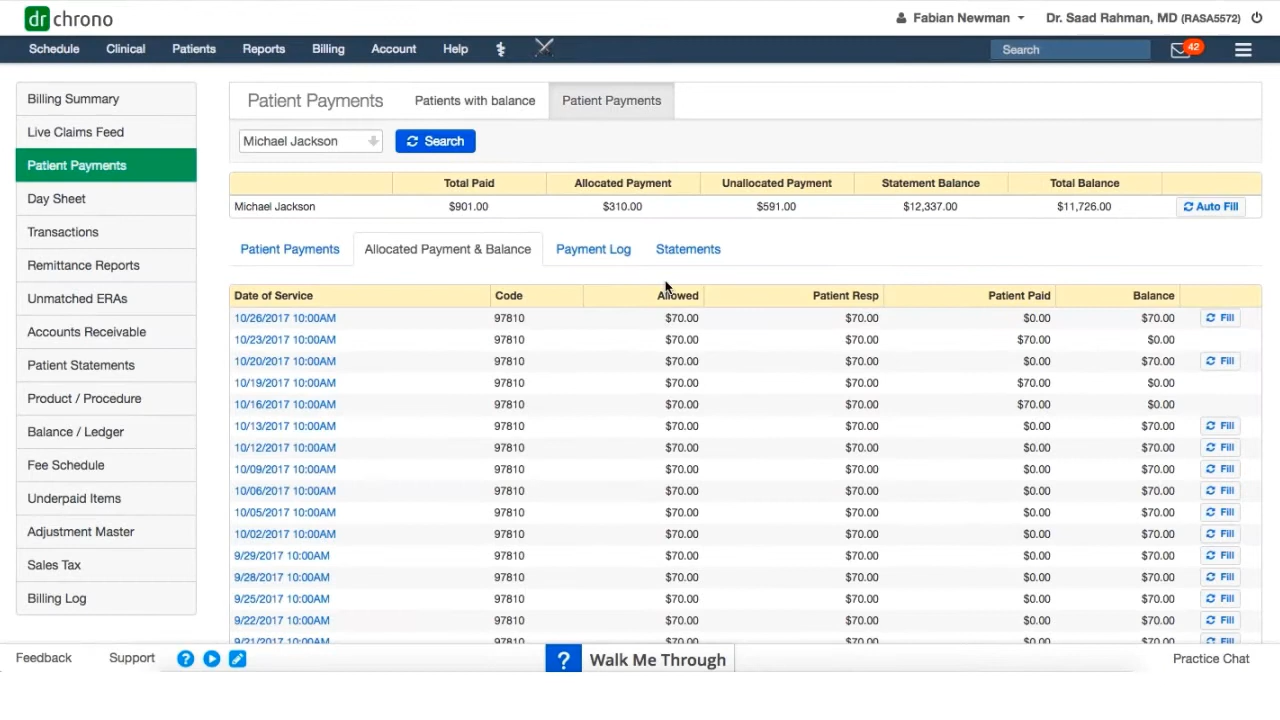 dr chrono
Fabian Newman
Dr. Saad Rahman, MD (RASA5572)
Schedule Clinical Patients Reports Billing Account Help
Search
42
Billing Summary
Live Claims Feed
Patient Payments
Day Sheet
Transactions
Remittance Reports
Unmatched ERAs
Accounts Receivable
Patient Statements
Product / Procedure
Balance / Ledger
Fee Schedule
Underpaid Items
Adjustment Master
Sales Tax
Billing Log
Patient Payments Patients with balance Patient Payments
Michael Jackson Search
Total Paid Allocated Payment Unallocated Payment Statement Balance Total Balance
Michael Jackson $901.00 $310.00 $591.00 $12,337.00 $11,726.00 Auto Fill
Patient Payments Allocated Payment & Balance Payment Log Statements
Date of Service Code Allowed Patient Resp Patient Paid Balance
10/26/2017 10:00AM 97810 $70.00 $70.00 $0.00 $70.00 Fill
10/23/2017 10:00AM 97810 $70.00 $70.00 $70.00 $0.00
10/20/2017 10:00AM 97810 $70.00 $70.00 $0.00 $70.00 Fill
10/19/2017 10:00AM 97810 $70.00 $70.00 $70.00 $0.00
10/16/2017 10:00AM 97810 $70.00 $70.00 $70.00 $0.00
10/13/2017 10:00AM 97810 $70.00 $70.00 $0.00 $70.00 Fill
10/12/2017 10:00AM 97810 $70.00 $70.00 $0.00 $70.00 Fill
10/09/2017 10:00AM 97810 $70.00 $70.00 $0.00 $70.00 Fill
10/06/2017 10:00AM 97810 $70.00 $70.00 $0.00 $70.00 Fill
10/05/2017 10:00AM 97810 $70.00 $70.00 $0.00 $70.00 Fill
10/02/2017 10:00AM 97810 $70.00 $70.00 $0.00 $70.00 Fill
9/29/2017 10:00AM 97810 $70.00 $70.00 $0.00 $70.00 Fill
9/28/2017 10:00AM 97810 $70.00 $70.00 $0.00 $70.00 Fill
9/25/2017 10:00AM 97810 $70.00 $70.00 $0.00 $70.00 Fill
9/22/2017 10:00AM 97810 $70.00 $70.00 $0.00 $70.00 Fill
9/21/2017 10:00AM 97810 $70.00 $70.00 $0.00 $70.00 Fill
Feedback Support ? ? Walk Me Through Practice Chat